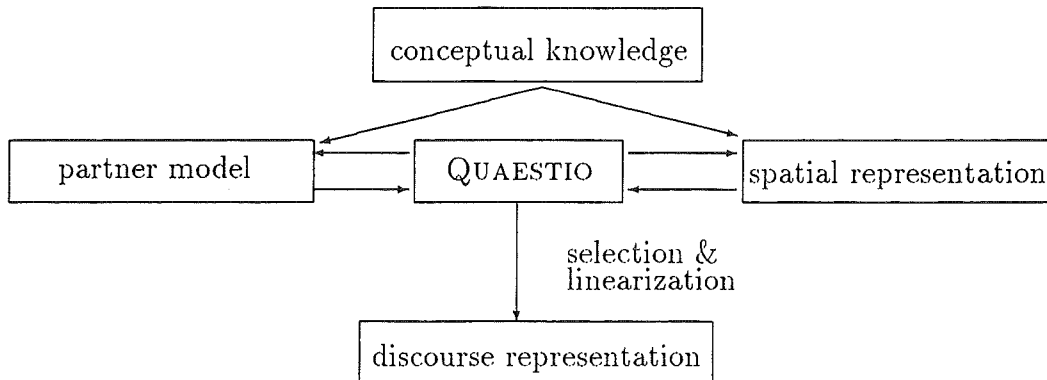 conceptual knowledge
partner model
QUAESTIO
spatial representation
selection &
linearization
discourse representation